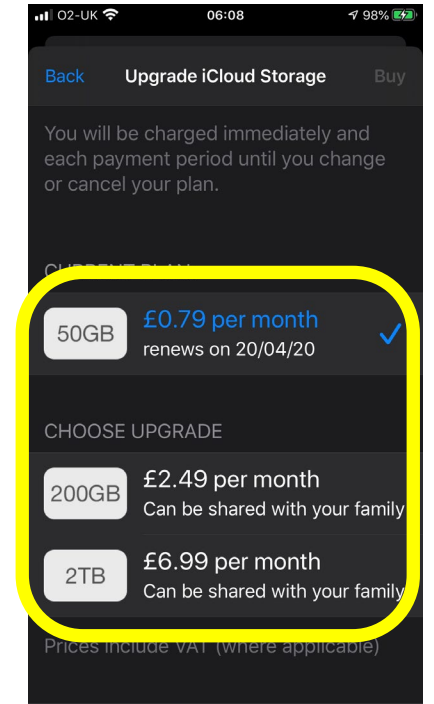 O2-UK 06:08 98%
Back Upgrade iCloud Storage Buy
You will be charged immediately and
each payment period until you change
or cancel your plan.
CURRENT PLAN
50GB £0.79 per month
renews on 20/04/20
CHOOSE UPGRADE
200GB £2.49 per month
Can be shared with your family
2TB £6.99 per month
Can be shared with your family
Prices include VAT (where applicable)